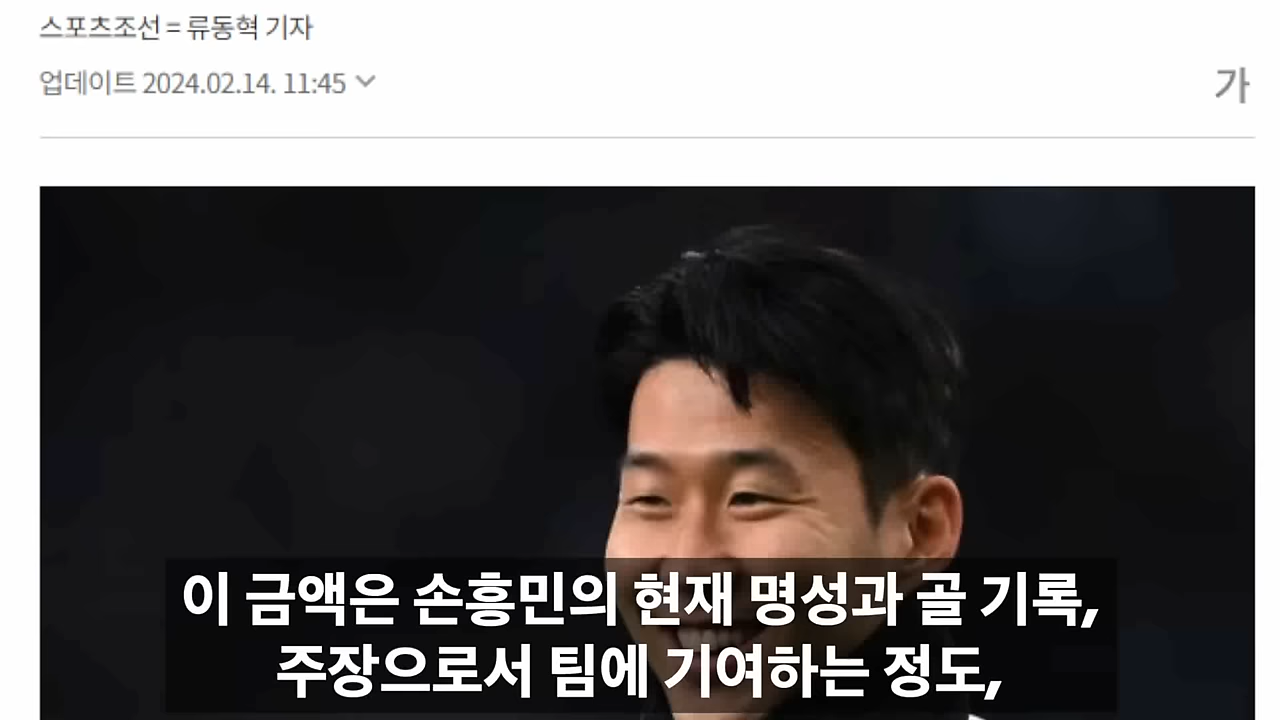 스포츠조선 = 류동혁 기자
업데이트 2024.02.14. 11:45
가
이 금액은 손흥민의 현재 명성과 골 기록,
주장으로서 팀에 기여하는 정도,